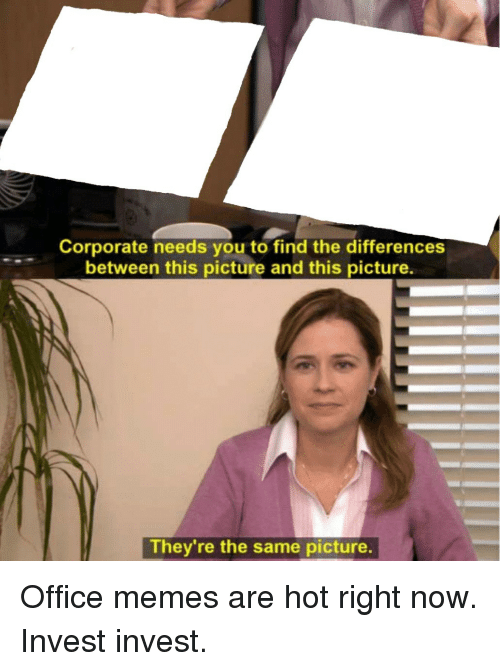 Corporate needs you to find the differences
between this picture and this picture.
They're the same picture.
Office memes are hot right now.
Invest invest.